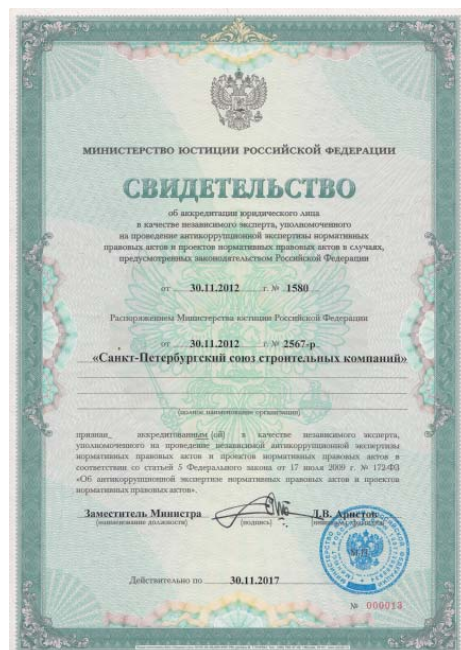 МИНИСТЕРСТВО ЮСТИЦИИ РОССИЙСКОЙ ФЕДЕРАЦИИ
СВИДЕТЕЛЬСТВО
об аккредитации юридического лица
в качестве независимого эксперта, уполномоченного
на проведение антикоррупционной экспертизы нормативных
правовых актов и проектов нормативных правовых актов в случаях,
предусмотренных законодательством Российской Федерации
от 30.11.2012 г. № 1580
Распоряжением Министерства юстиции Российской Федерации
от 30.11.2012 г. № 2567-р
«Санкт-Петербургский союз строительных компаний»
(полное наименование организации)
признан_ аккредитованным (ой) в качестве независимого эксперта,
уполномоченного на проведение независимой антикоррупционной экспертизы
нормативных правовых актов и проектов нормативных правовых актов в
соответствии со статьей 5 Федерального закона от 17 июля 2009 г. № 172-ФЗ
«Об антикоррупционной экспертизе нормативных правовых актов и проектов
нормативных правовых актов».
Заместитель Министра Д.В. Аристов
(наименование должности) (подпись)
М.П.
Действительно по 30.11.2017
№ 000013